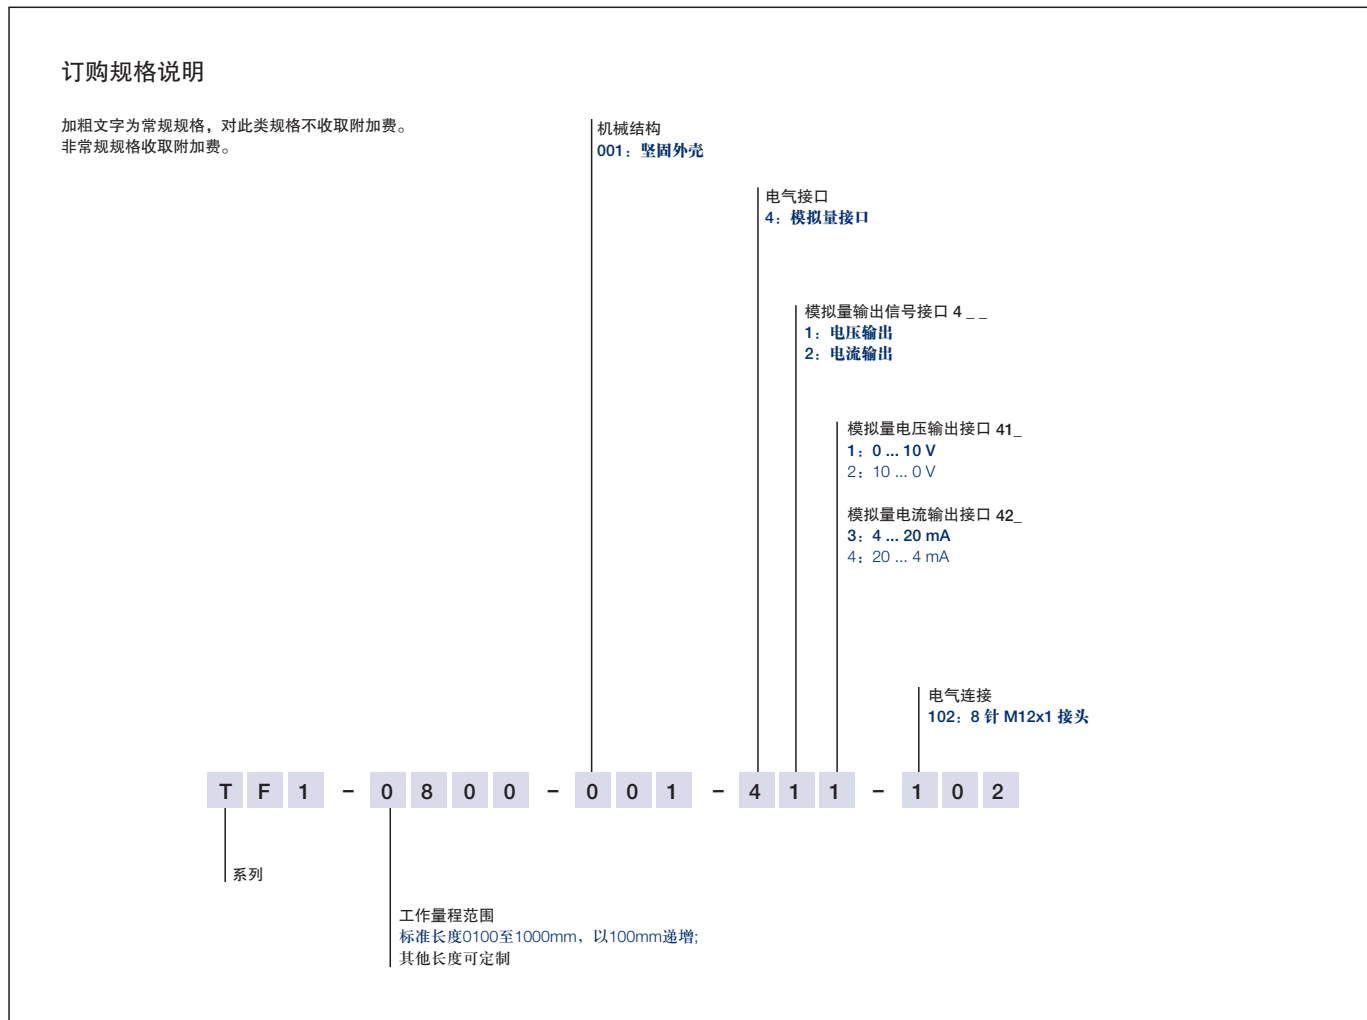 订购规格说明
加粗文字为常规规格，对此类规格不收取附加费。
非常规规格收取附加费。
机械结构
001：坚固外壳
电气接口
4：模拟量接口
模拟量输出信号接口 4 _ _
1：电压输出
2：电流输出
模拟量电压输出接口 41_
1：0 ... 10 V
2：10 ... 0 V
模拟量电流输出接口 42_
3：4 ... 20 mA
4：20 ... 4 mA
电气连接
102：8 针 M12x1 接头
T F 1 – 0 8 0 0 – 0 0 1 – 4 1 1 – 1 0 2
系列
工作量程范围
标准长度0100至1000mm，以100mm递增;
其他长度可定制